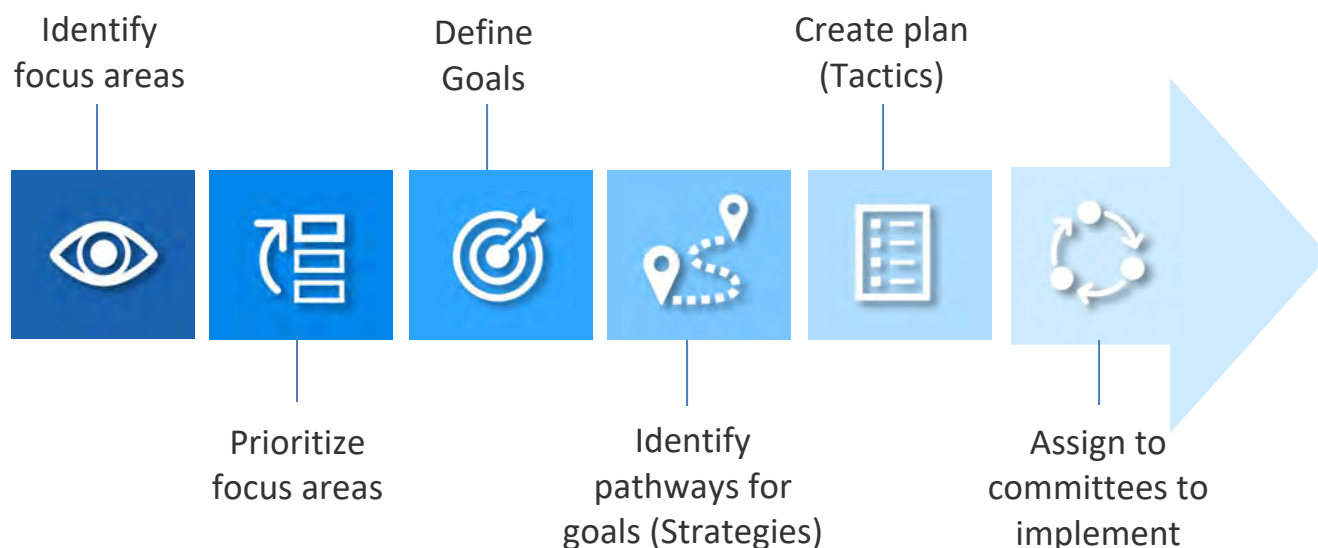 Identify
focus areas
Prioritize
focus areas
Define
Goals
Identify
pathways for
goals (Strategies)
Create plan
(Tactics)
Assign to
committees to
implement